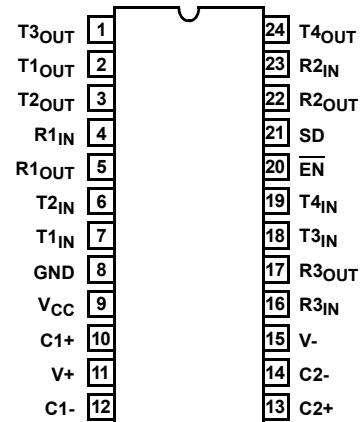 T3OUT 1 24 T4OUT
T1OUT 2 23 R2IN
T2OUT 3 22 R2OUT
R1IN 4 21 SD
R1OUT 5 20 EN
T2IN 6 19 T4IN
T1IN 7 18 T3IN
GND 8 17 R3OUT
VCC 9 16 R3IN
C1+ 10 15 V-
V+ 11 14 C2-
C1- 12 13 C2+